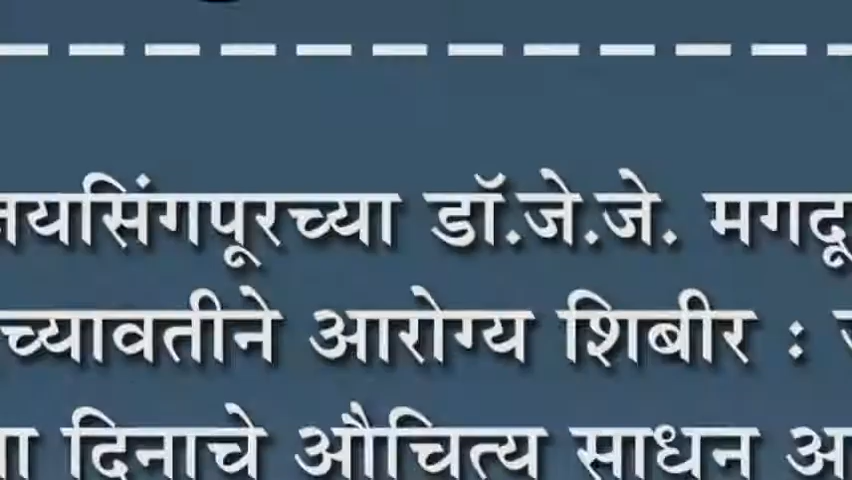 जयसिंगपूरच्या डॉ.जे.जे. मगदू
च्यावतीने आरोग्य शिबीर :
दिनाचे औचित्य साधन